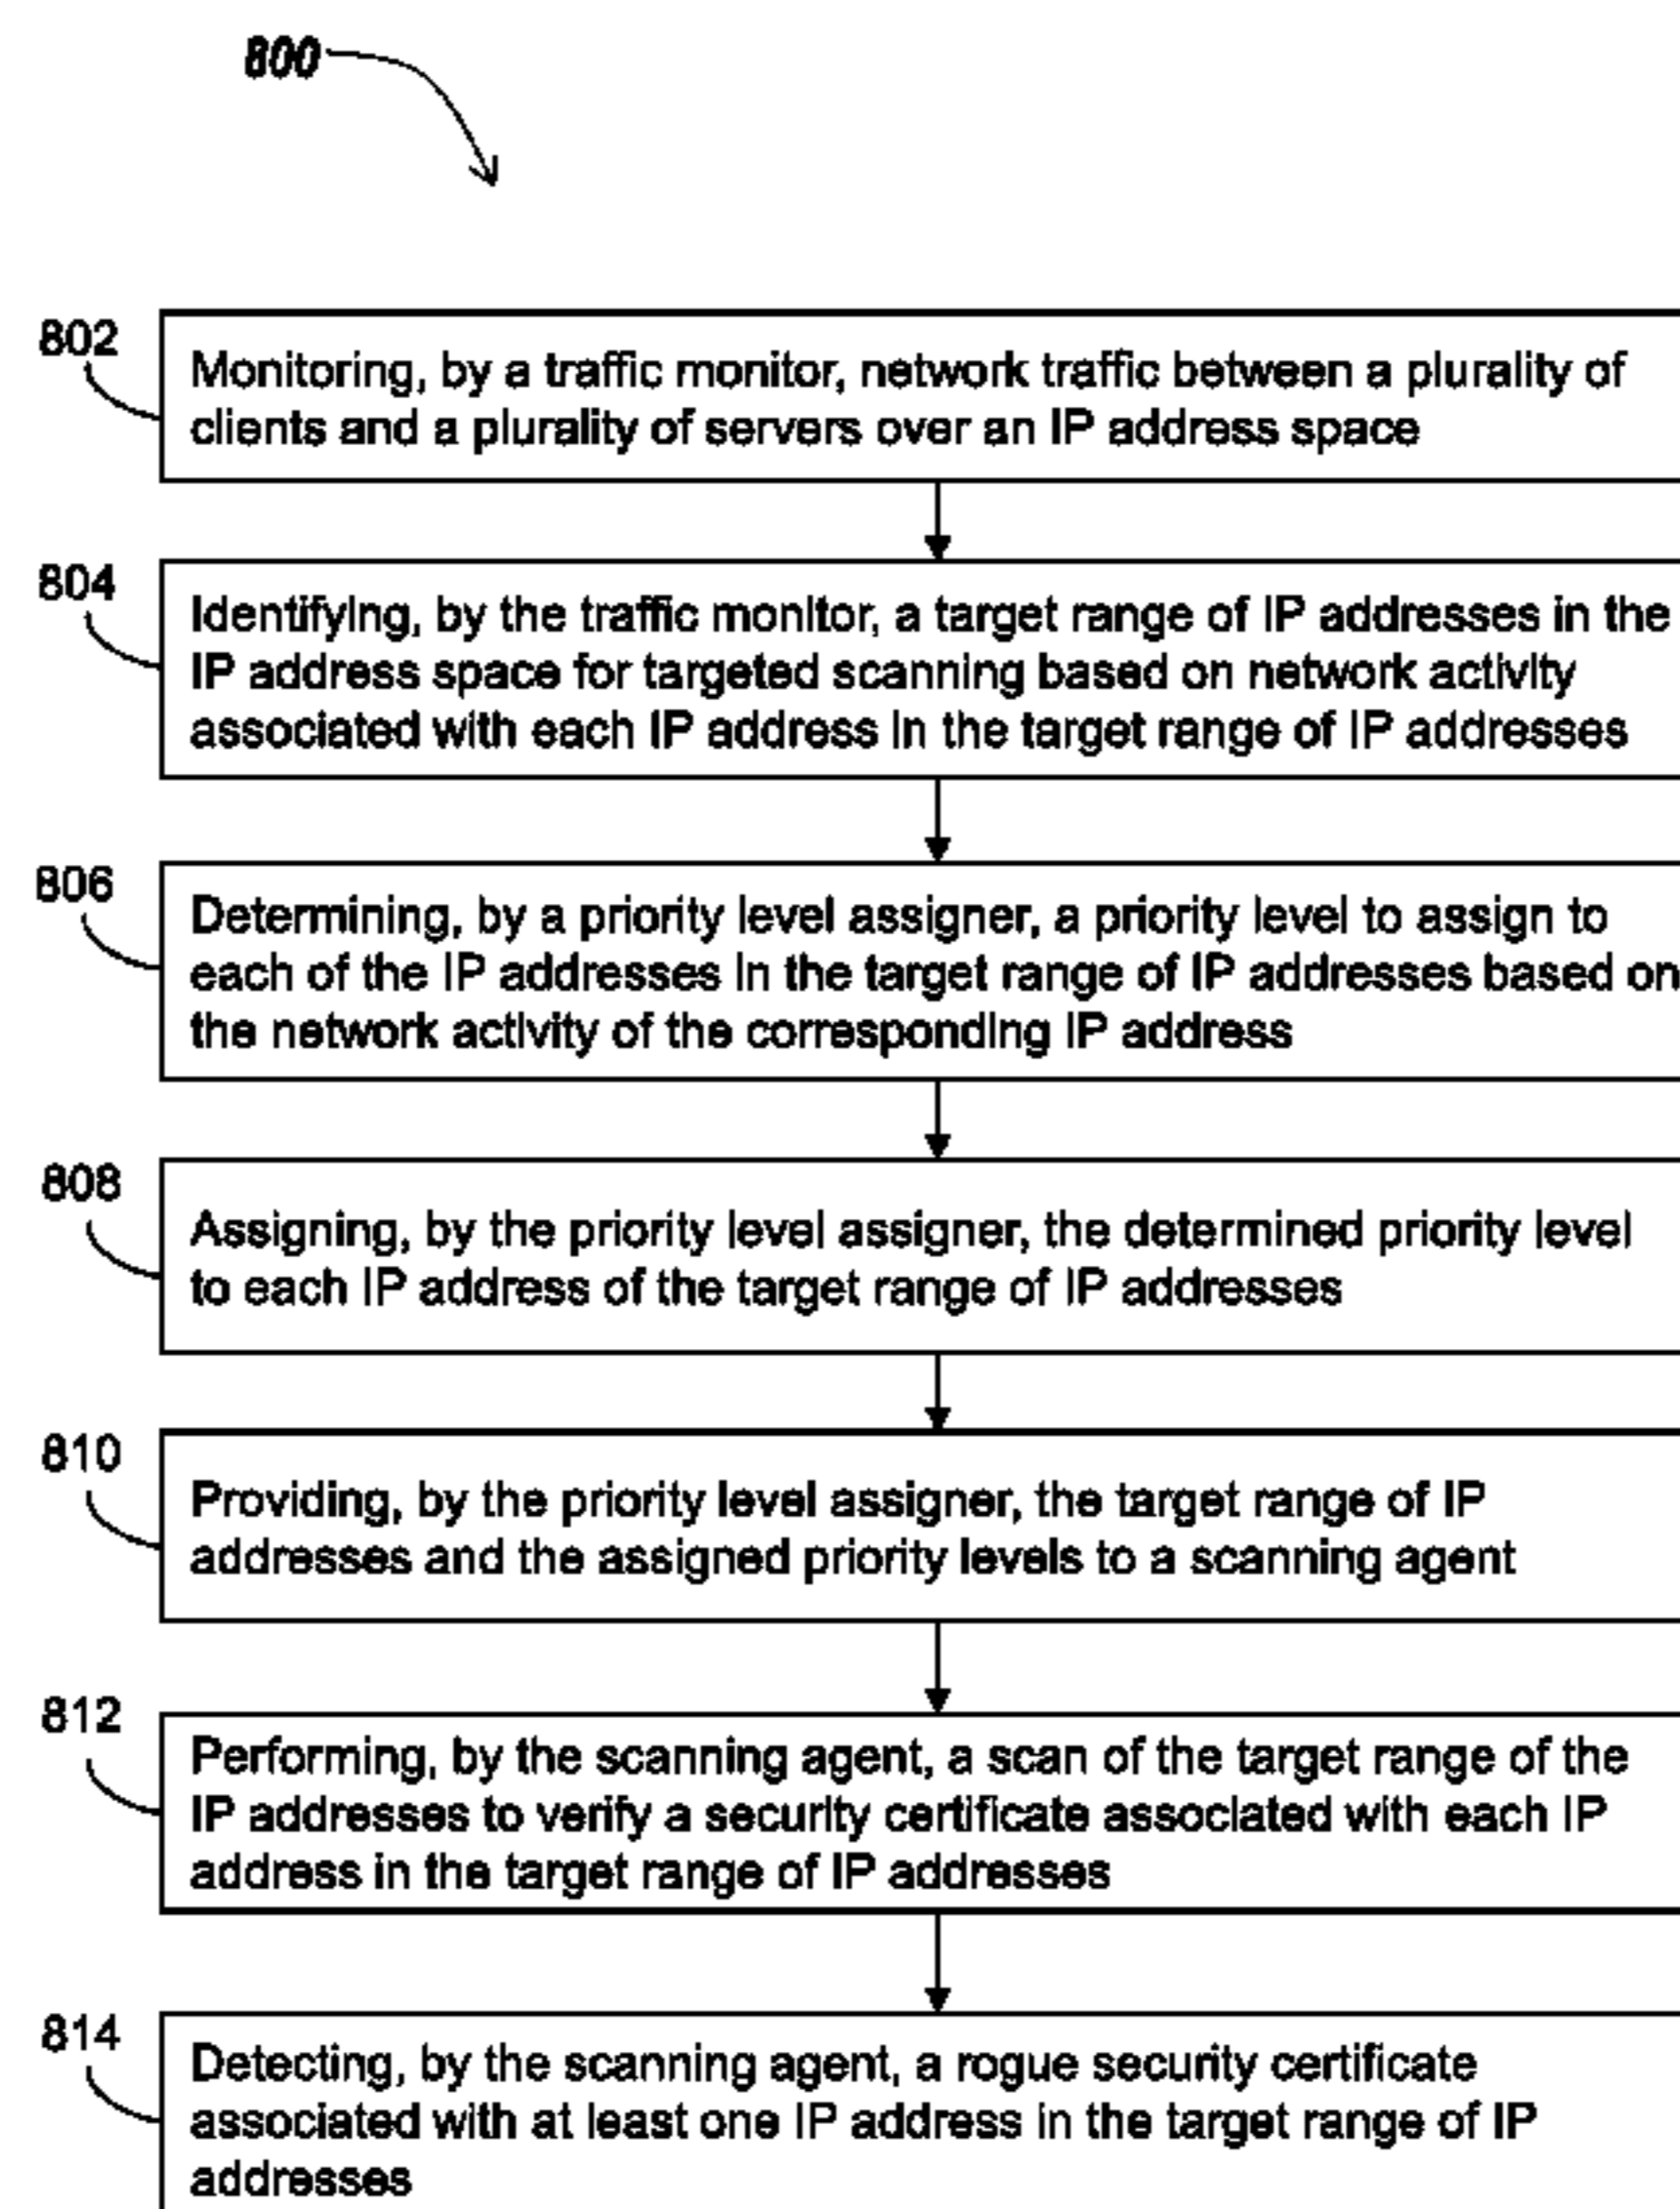 800
802
Monitoring, by a traffic monitor, network traffic between a plurality of
clients and a plurality of servers over an IP address space
804
Identifying, by the traffic monitor, a target range of IP addresses in the
IP address space for targeted scanning based on network activity
associated with each IP address in the target range of IP addresses
806
Determining, by a priority level assigner, a priority level to assign to
each of the IP addresses in the target range of IP addresses based on
the network activity of the corresponding IP address
808
Assigning, by the priority level assigner, the determined priority level
to each IP address of the target range of IP addresses
810
Providing, by the priority level assigner, the target range of IP
addresses and the assigned priority levels to a scanning agent
812
Performing, by the scanning agent, a scan of the target range of the
IP addresses to verify a security certificate associated with each IP
address in the target range of IP addresses
814
Detecting, by the scanning agent, a rogue security certificate
associated with at least one IP address in the target range of IP
addresses